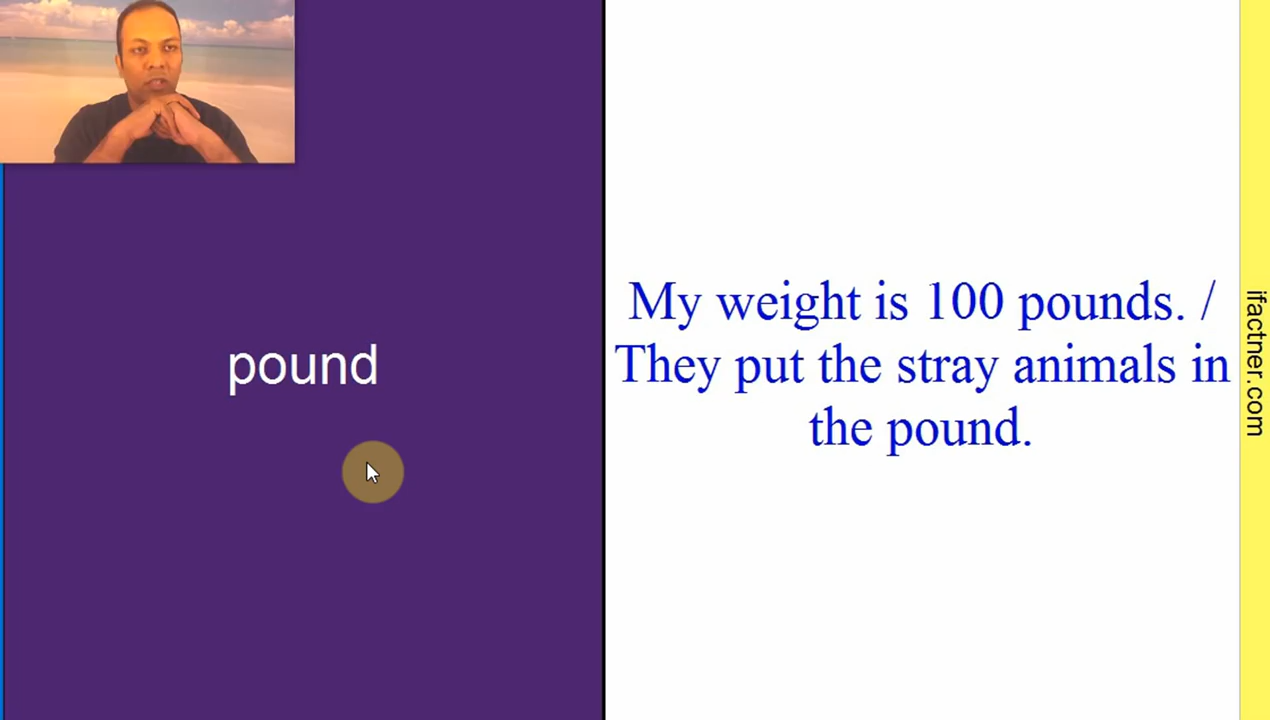 pound
My weight is 100 pounds. /
They put the stray animals in
the pound.
ifactner.com